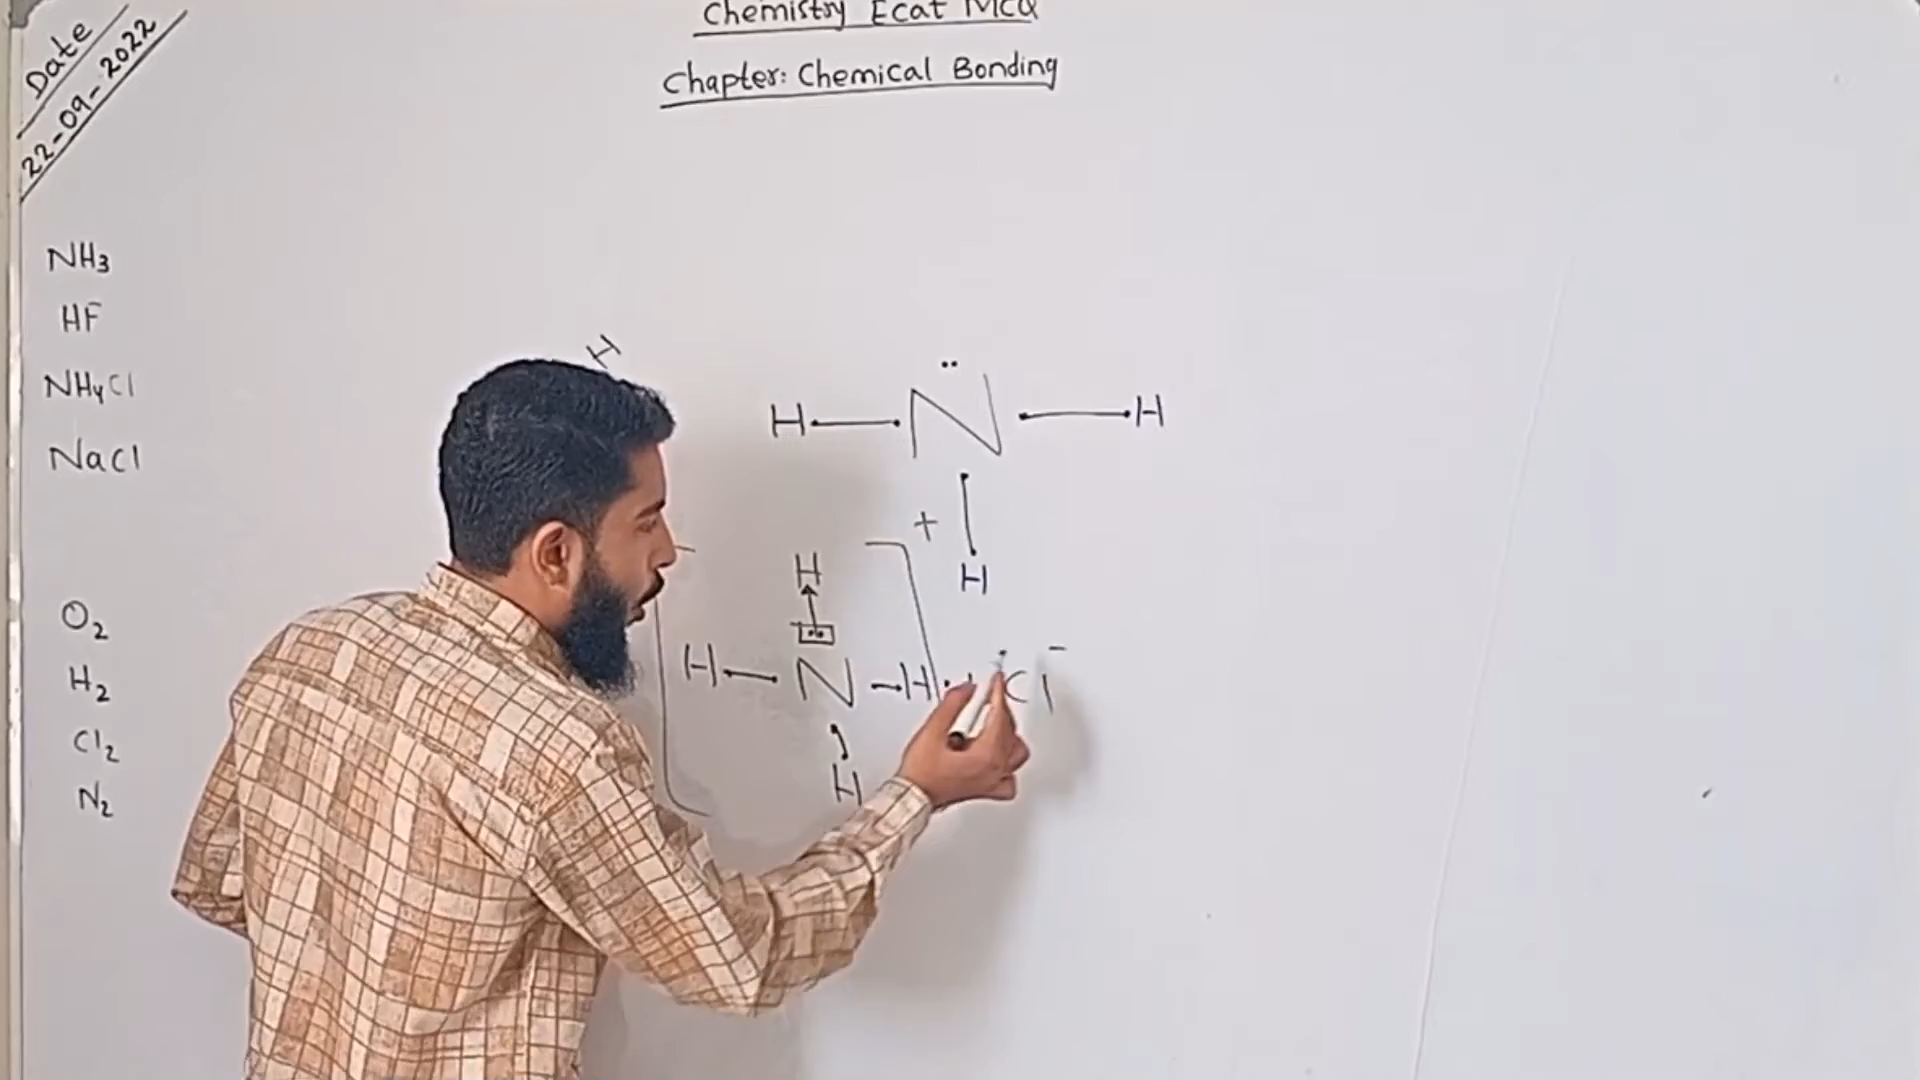 Chemistry Ecat MCQ
Chapter: Chemical Bonding
Date
22-09-2022
NH3
HF
NH4Cl
NaCl
O2
H2
Cl2
N2
H
..
H N H
+
H
H
H N H Cl -
H